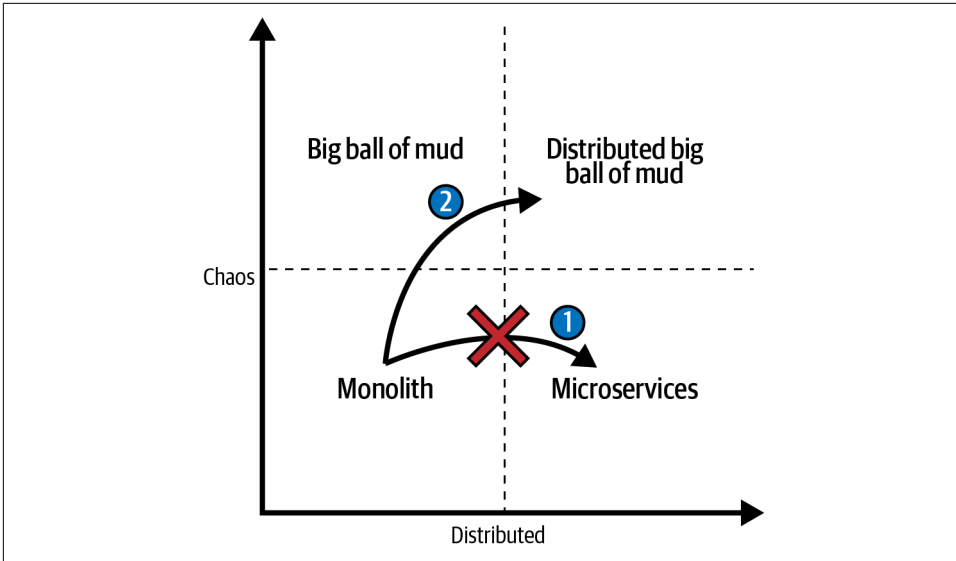 Big ball of mud
Distributed big
ball of mud
2
Chaos
1
Monolith
Microservices
Distributed